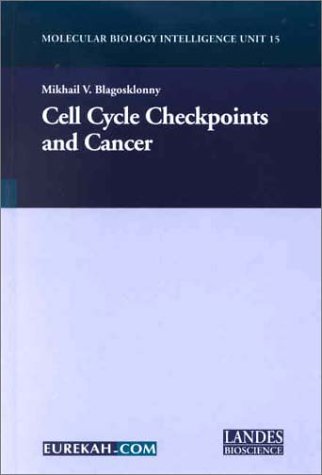 MOLECULAR BIOLOGY INTELLIGENCE UNIT 15
Mikhail V. Blagosklonny
Cell Cycle Checkpoints
and Cancer
EUREKAH.COM
LANDES
BIOSCIENCE